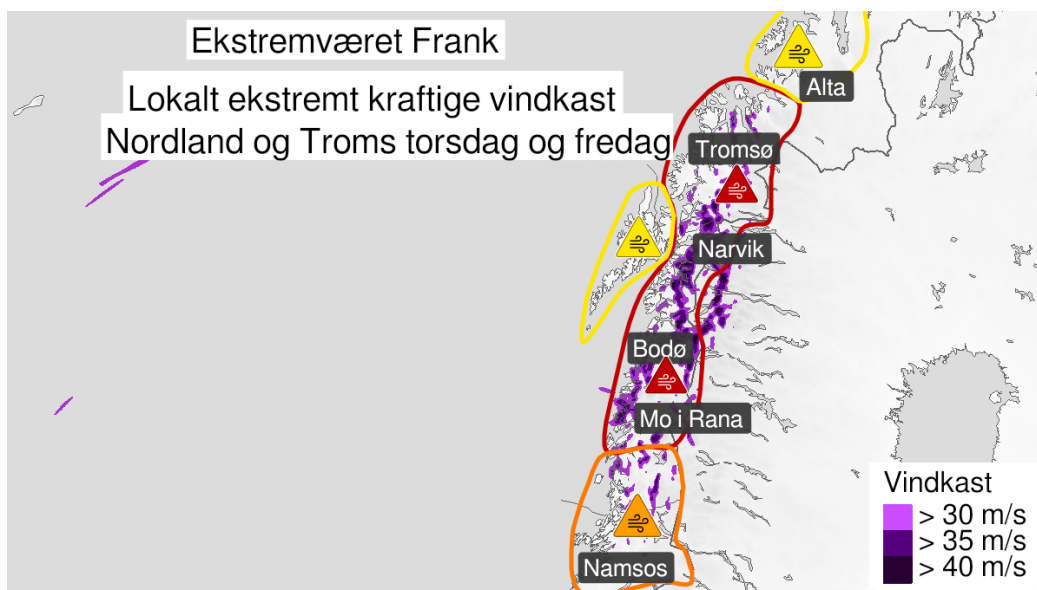 Ekstremværet Frank
Lokalt ekstremt kraftige vindkast
Nordland og Troms torsdag og fredag
Alta
Tromsø
Narvik
Bodø
Mo i Rana
Namsos
Vindkast
> 30 m/s
> 35 m/s
> 40 m/s